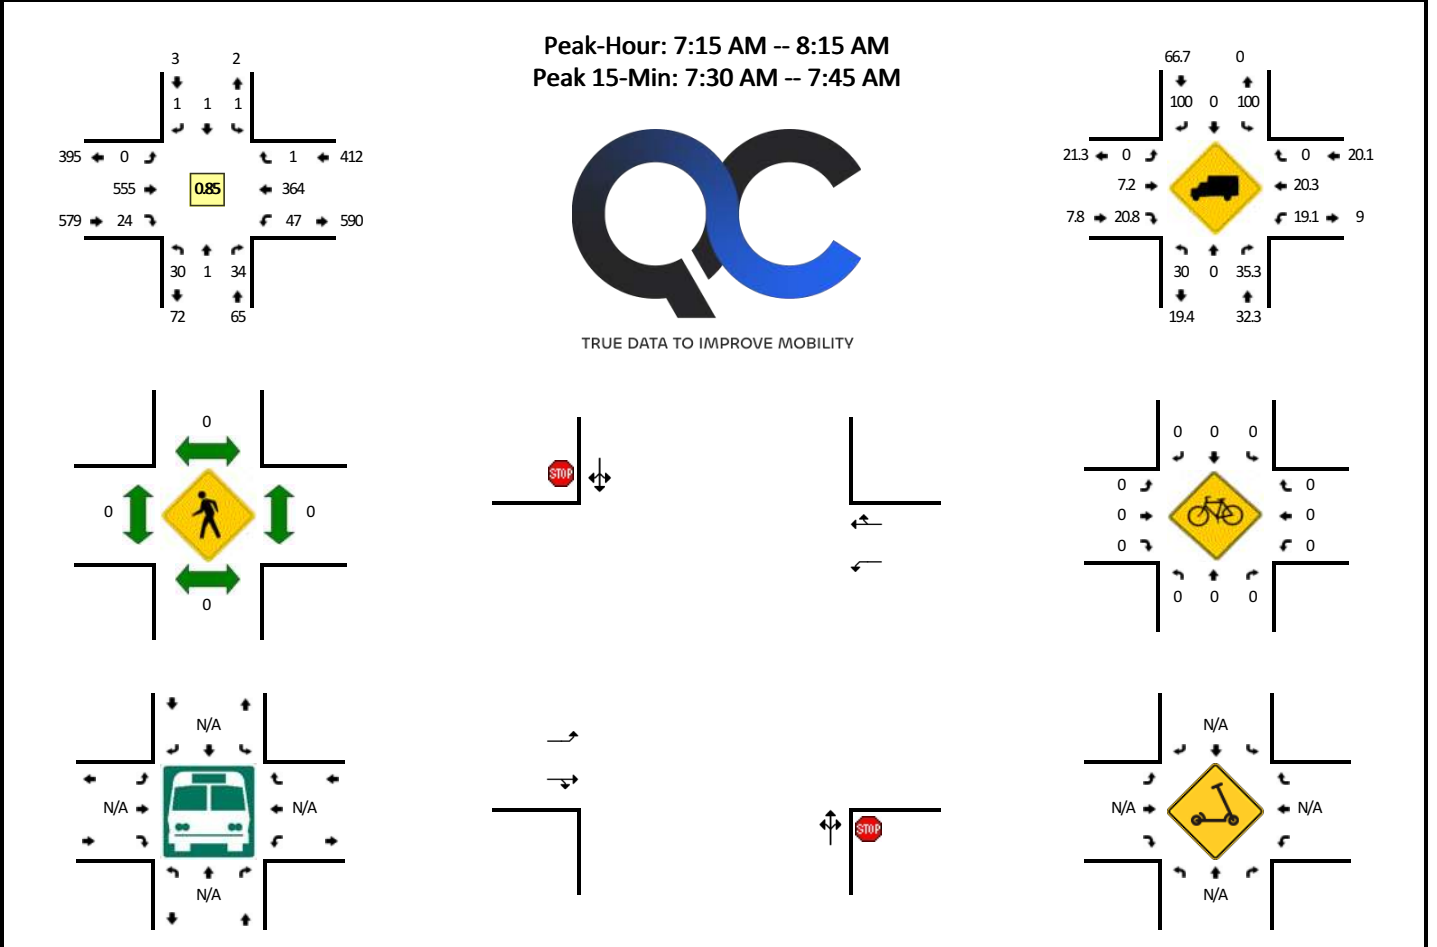 Peak-Hour: 7:15 AM -- 8:15 AM
Peak 15-Min: 7:30 AM -- 7:45 AM
3 2
1 1 1
395 0 1 412
555 0.85 364
579 24 47 590
30 1 34
72 65
TRUE DATA TO IMPROVE MOBILITY
66.7 0
100 0 100
21.3 0 0 20.1
7.2 20.3
7.8 20.8 19.1 9
30 0 35.3
19.4 32.3
0
0 0
0
STOP
STOP
0 0 0
0 0
0 0
0 0
0 0 0
N/A
N/A N/A
N/A
N/A
N/A N/A
N/A